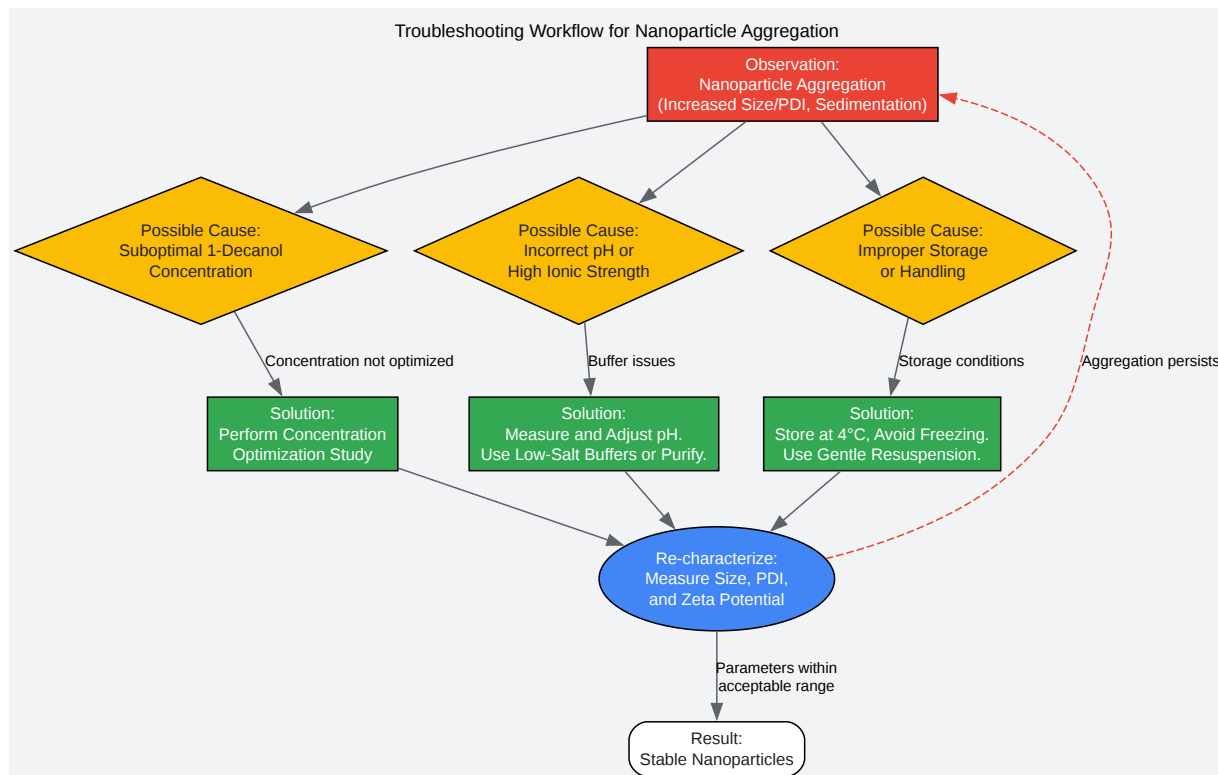 Troubleshooting Workflow for Nanoparticle Aggregation
Observation:
Nanoparticle Aggregation
(Increased Size/PDI, Sedimentation)
Possible Cause:
Suboptimal 1-Decanol
Concentration
Possible Cause:
Incorrect pH or
High Ionic Strength
Possible Cause:
Improper Storage
or Handling
Concentration not optimized
Buffer issues
Storage conditions
Aggregation persists
Solution:
Perform Concentration
Optimization Study
Solution:
Measure and Adjust pH.
Use Low-Salt Buffers or Purify.
Solution:
Store at 4°C, Avoid Freezing.
Use Gentle Resuspension.
Re-characterize:
Measure Size, PDI,
and Zeta Potential
Parameters within
acceptable range
Result:
Stable Nanoparticles